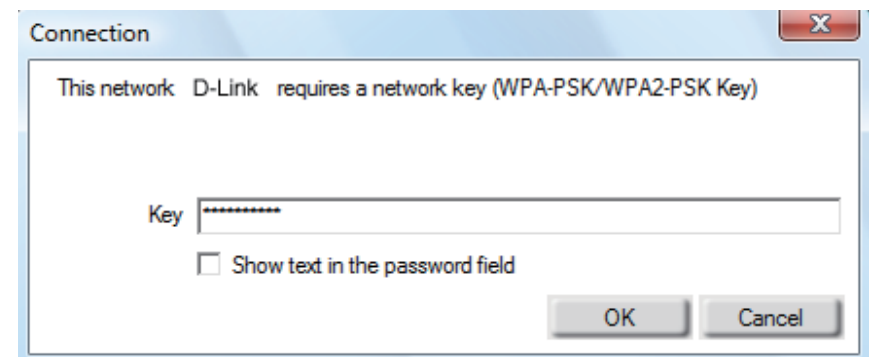 Connection
This network D-Link requires a network key (WPA-PSK/WPA2-PSK Key)
Key **********
Show text in the password field
OK Cancel